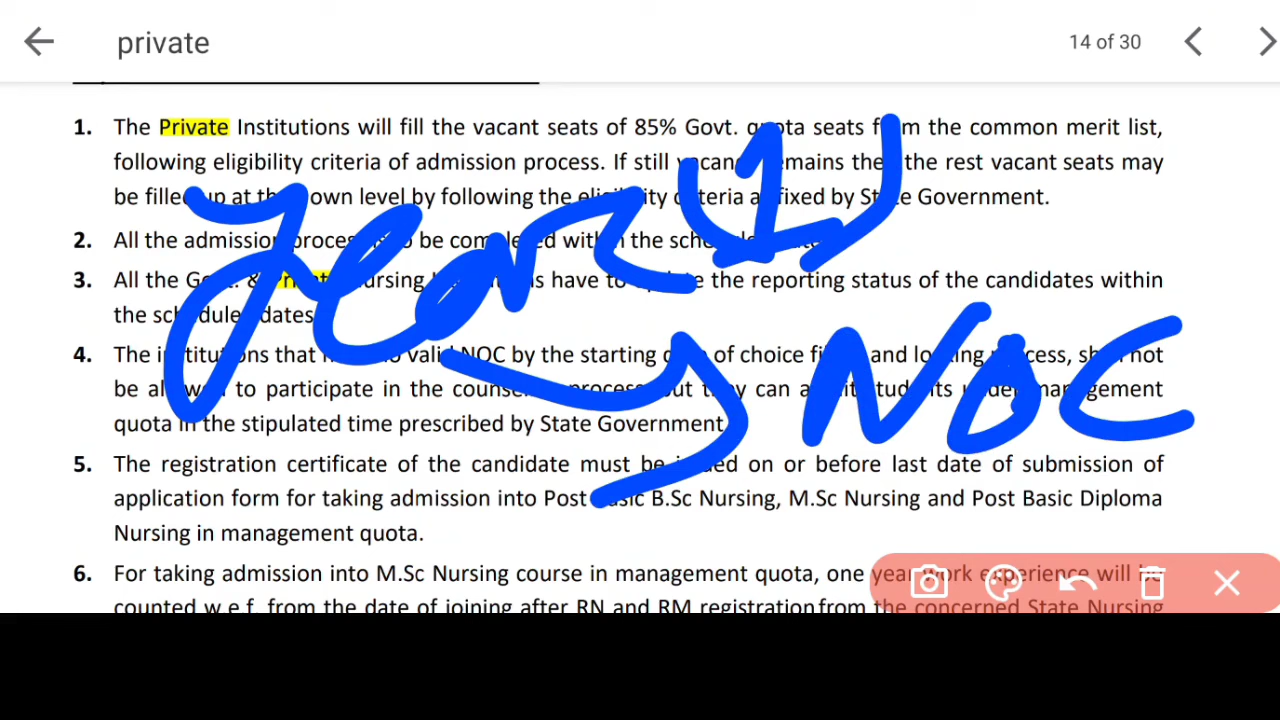 private
14 of 30
1. The Private Institutions will fill the vacant seats of 85% Govt. quota seats from the common merit list,
following eligibility criteria of admission process. If still vacant remains then the rest vacant seats may
be filled up at their own level by following the eligibility criteria as fixed by State Government.
2. All the admission process is to be completed within the schedule dates.
3. All the Govt. & Private Nursing Institutions have to update the reporting status of the candidates within
the schedule dates
4. The institutions that valid NOC by the starting date of choice filling and locking process, shall not
be allowed to participate in the counselling process but they can admit students under management
quota in the stipulated time prescribed by State Government.
5. The registration certificate of the candidate must be issued on or before last date of submission of
application form for taking admission into Post Basic B.Sc Nursing, M.Sc Nursing and Post Basic Diploma
Nursing in management quota.
6. For taking admission into M.Sc Nursing course in management quota, one year work experience will be
counted w.e.f. from the date of joining after RN and RM registration from the concerned State Nursing
Year (1)
NOC